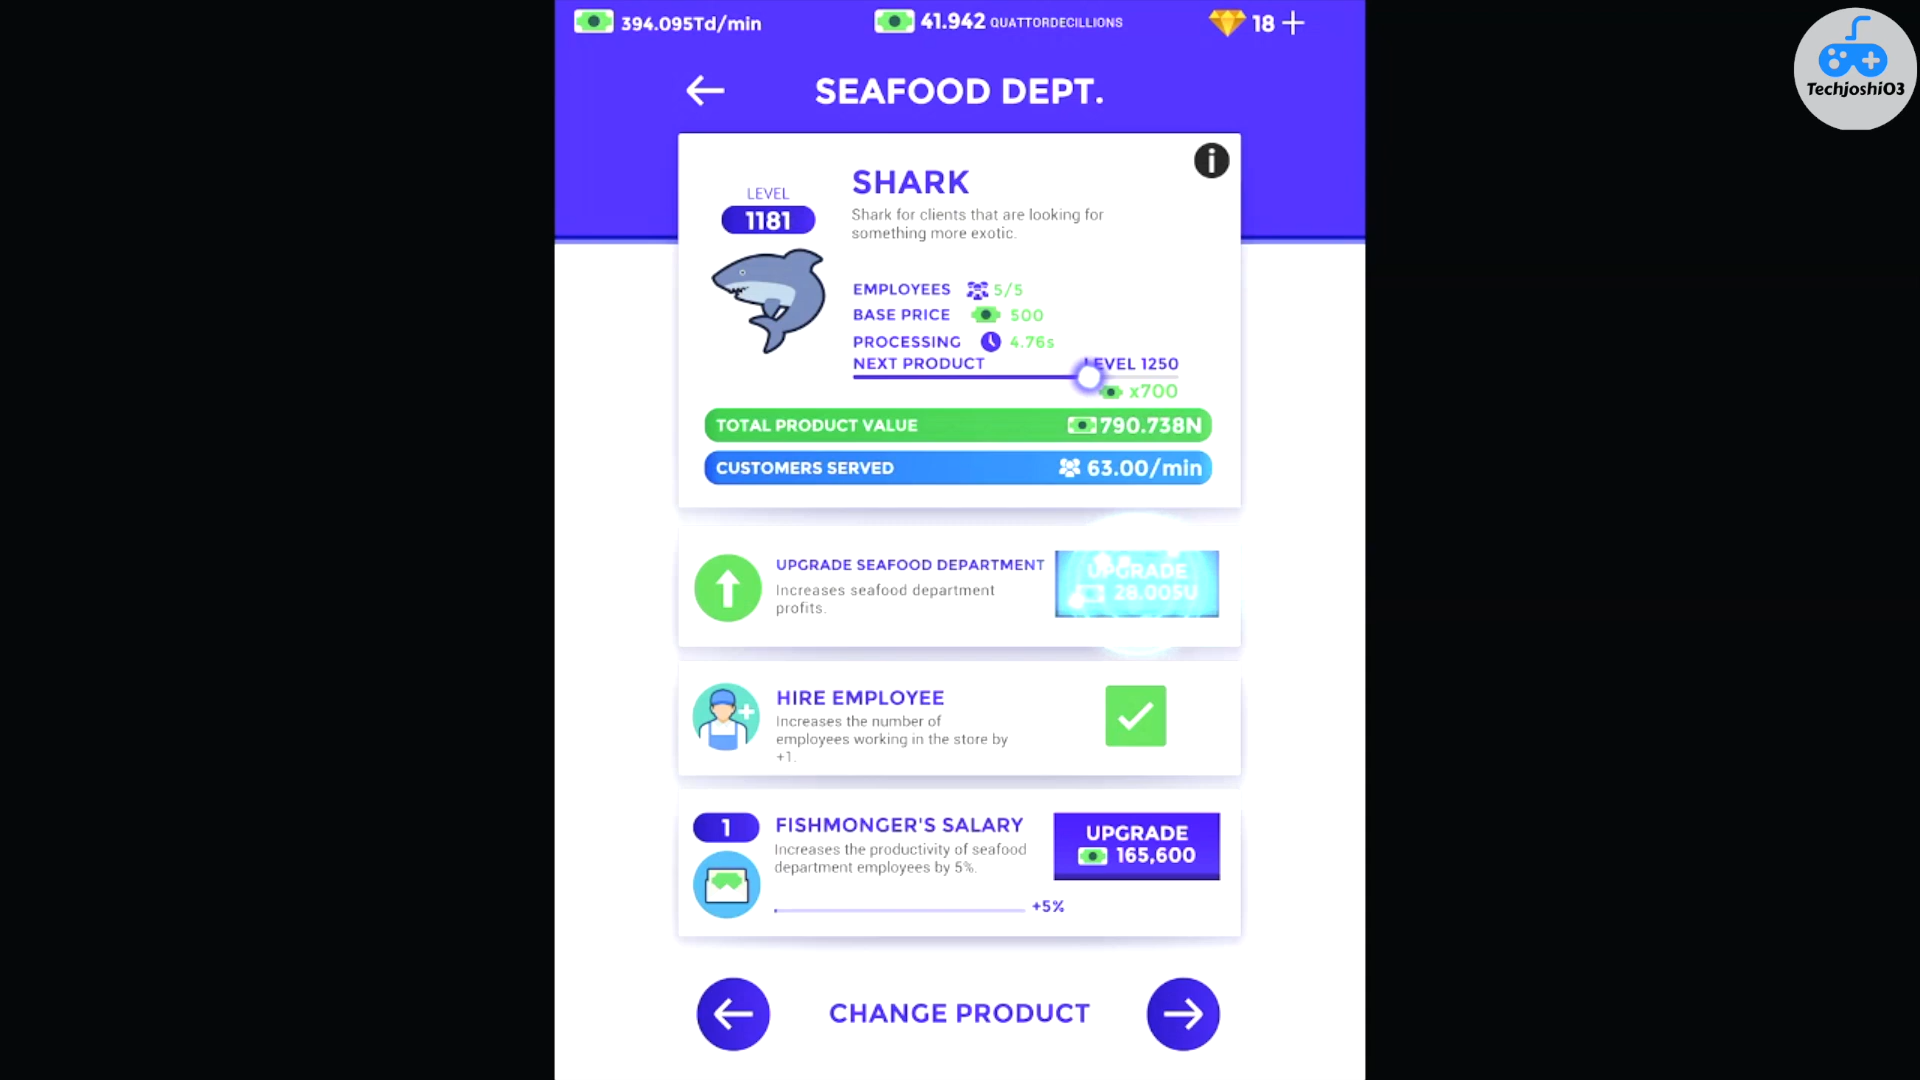 394.095Td/min
41.942 QUATTORDECILLIONS
18
Techjoshi03
SEAFOOD DEPT.
LEVEL
1181
SHARK
Shark for clients that are looking for
something more exotic.
EMPLOYEES 5/5
BASE PRICE 500
PROCESSING 4.76s
NEXT PRODUCT LEVEL 1250
x700
TOTAL PRODUCT VALUE 790.738N
CUSTOMERS SERVED 63.00/min
UPGRADE SEAFOOD DEPARTMENT
Increases seafood department
profits.
UPGRADE
28.005U
HIRE EMPLOYEE
Increases the number of
employees working in the store by
+1.
1
FISHMONGER'S SALARY
Increases the productivity of seafood
department employees by 5%.
+5%
UPGRADE
165,600
CHANGE PRODUCT